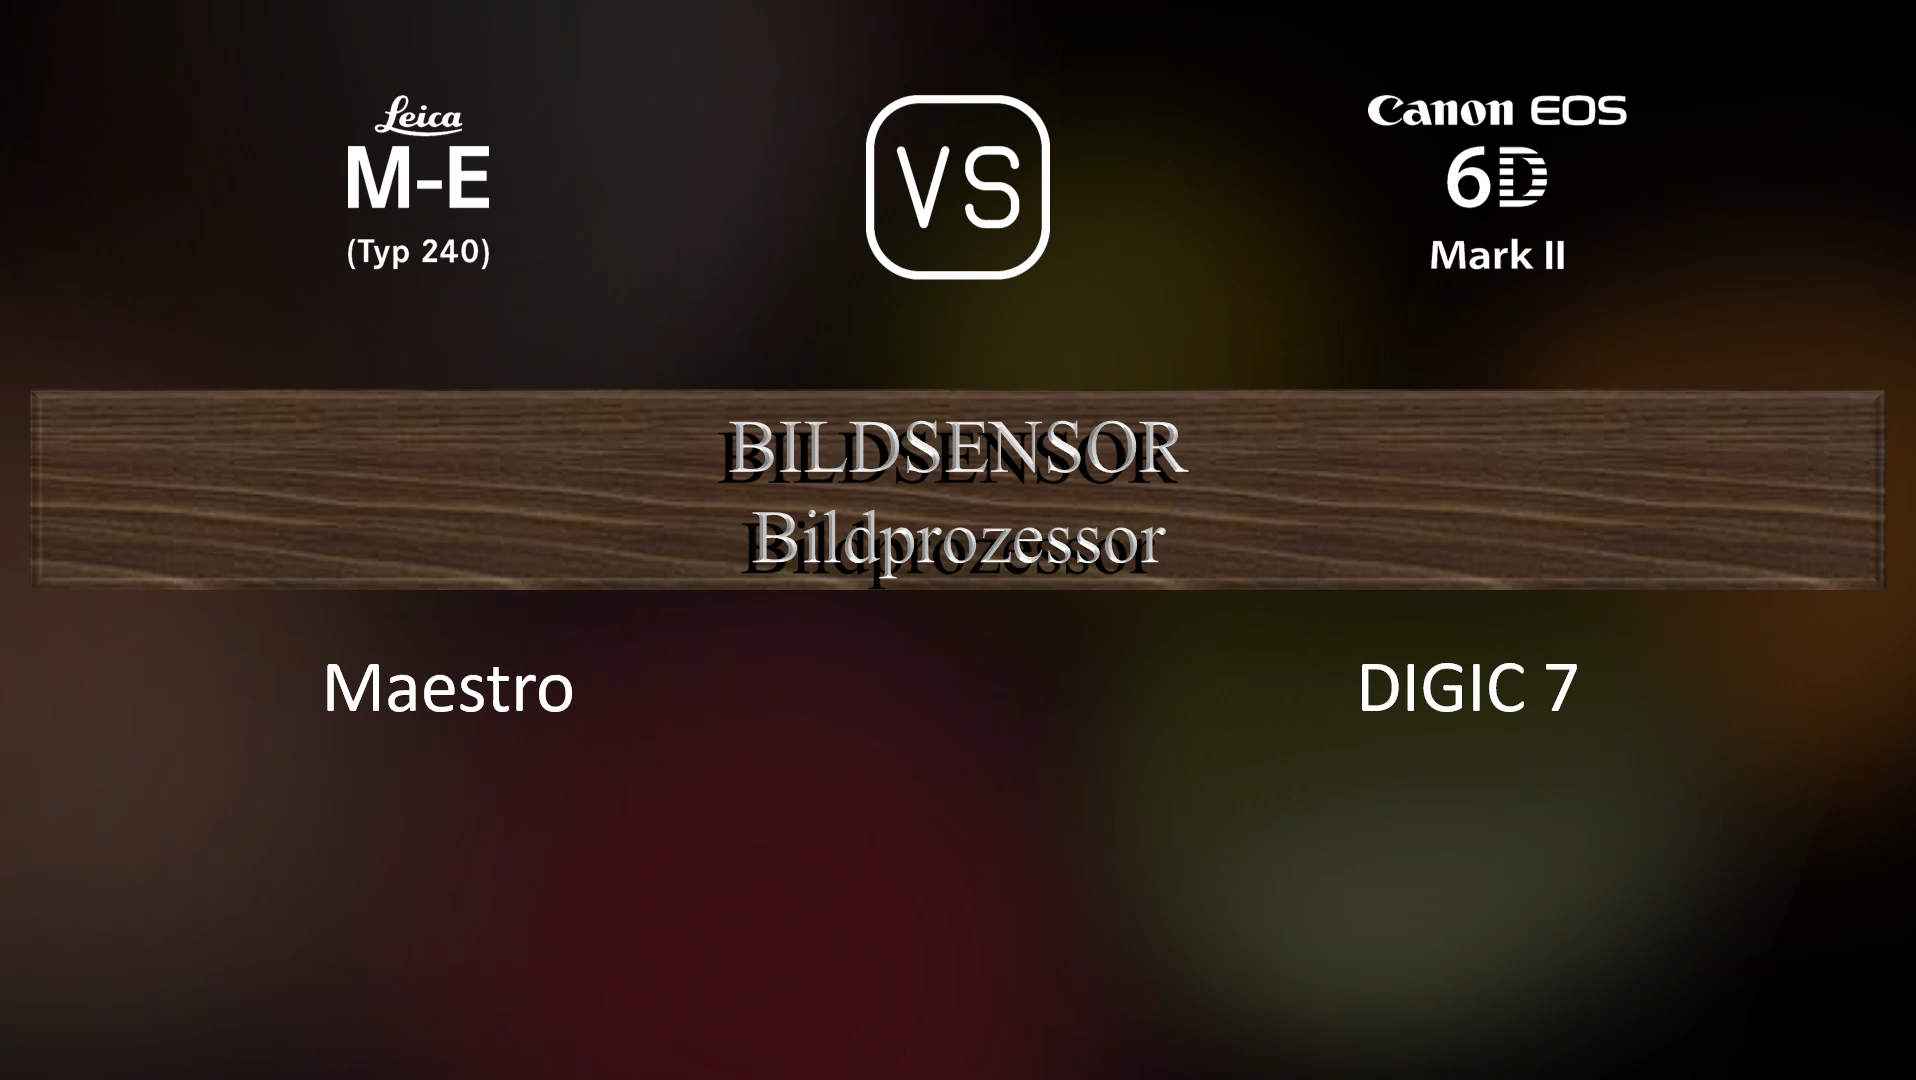 Leica
M-E
(Typ 240)
VS
Canon EOS
6D
Mark II
BILDSENSOR
Bildprozessor
Maestro
DIGIC 7